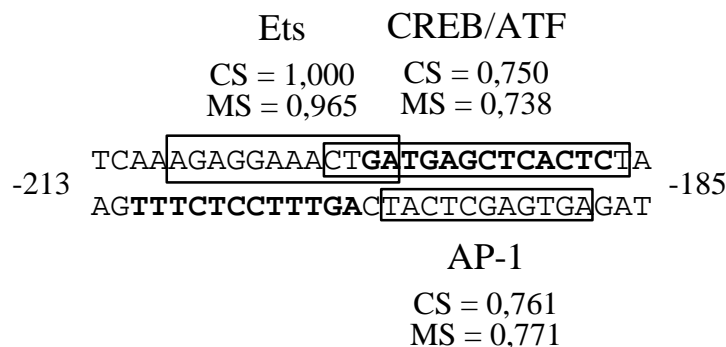 Ets CREB/ATF
CS = 1,000 CS = 0,750
MS = 0,965 MS = 0,738
TCAAAGAGGAAACTGATGAGCTCACTCTA
-213 -185
AGTTTCTCCTTTGACTACTCGAGTGAGAT
AP-1
CS = 0,761
MS = 0,771